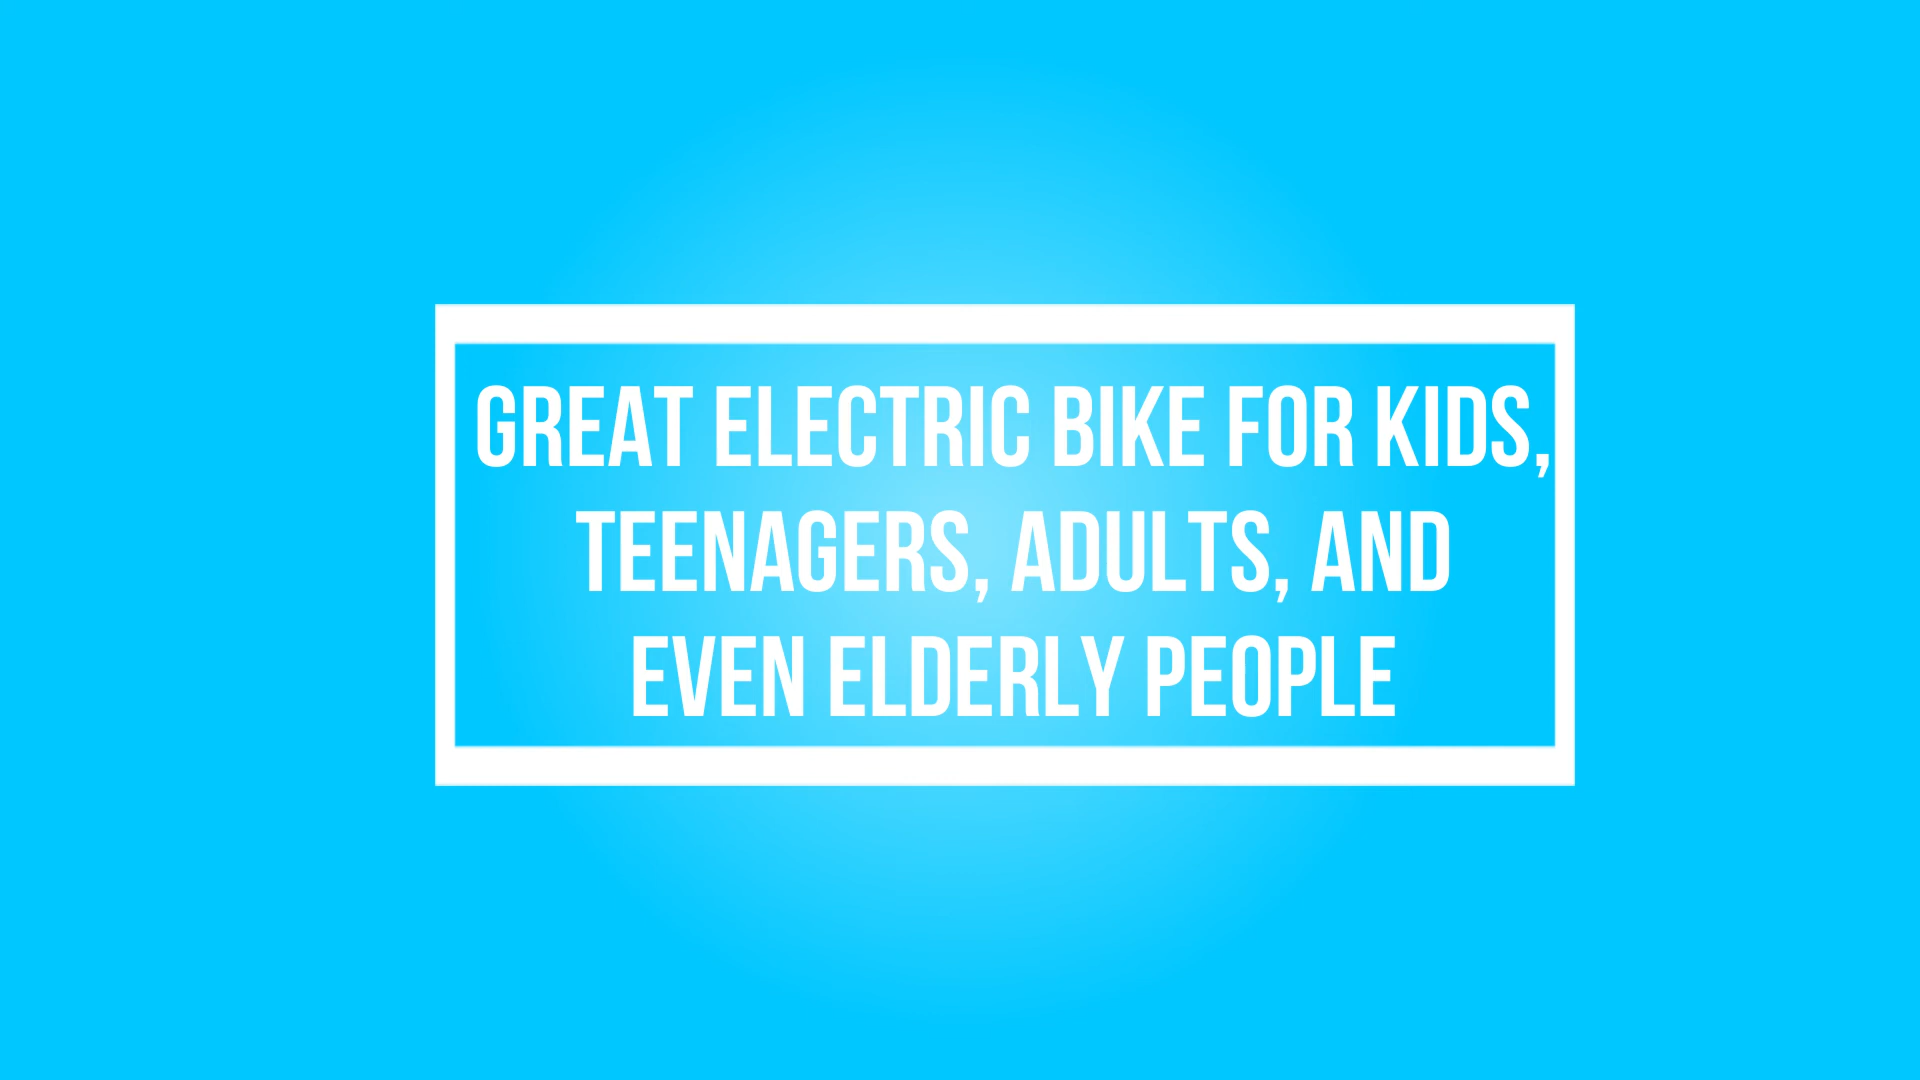 GREAT ELECTRIC BIKE FOR KIDS,
TEENAGERS, ADULTS, AND
EVEN ELDERLY PEOPLE